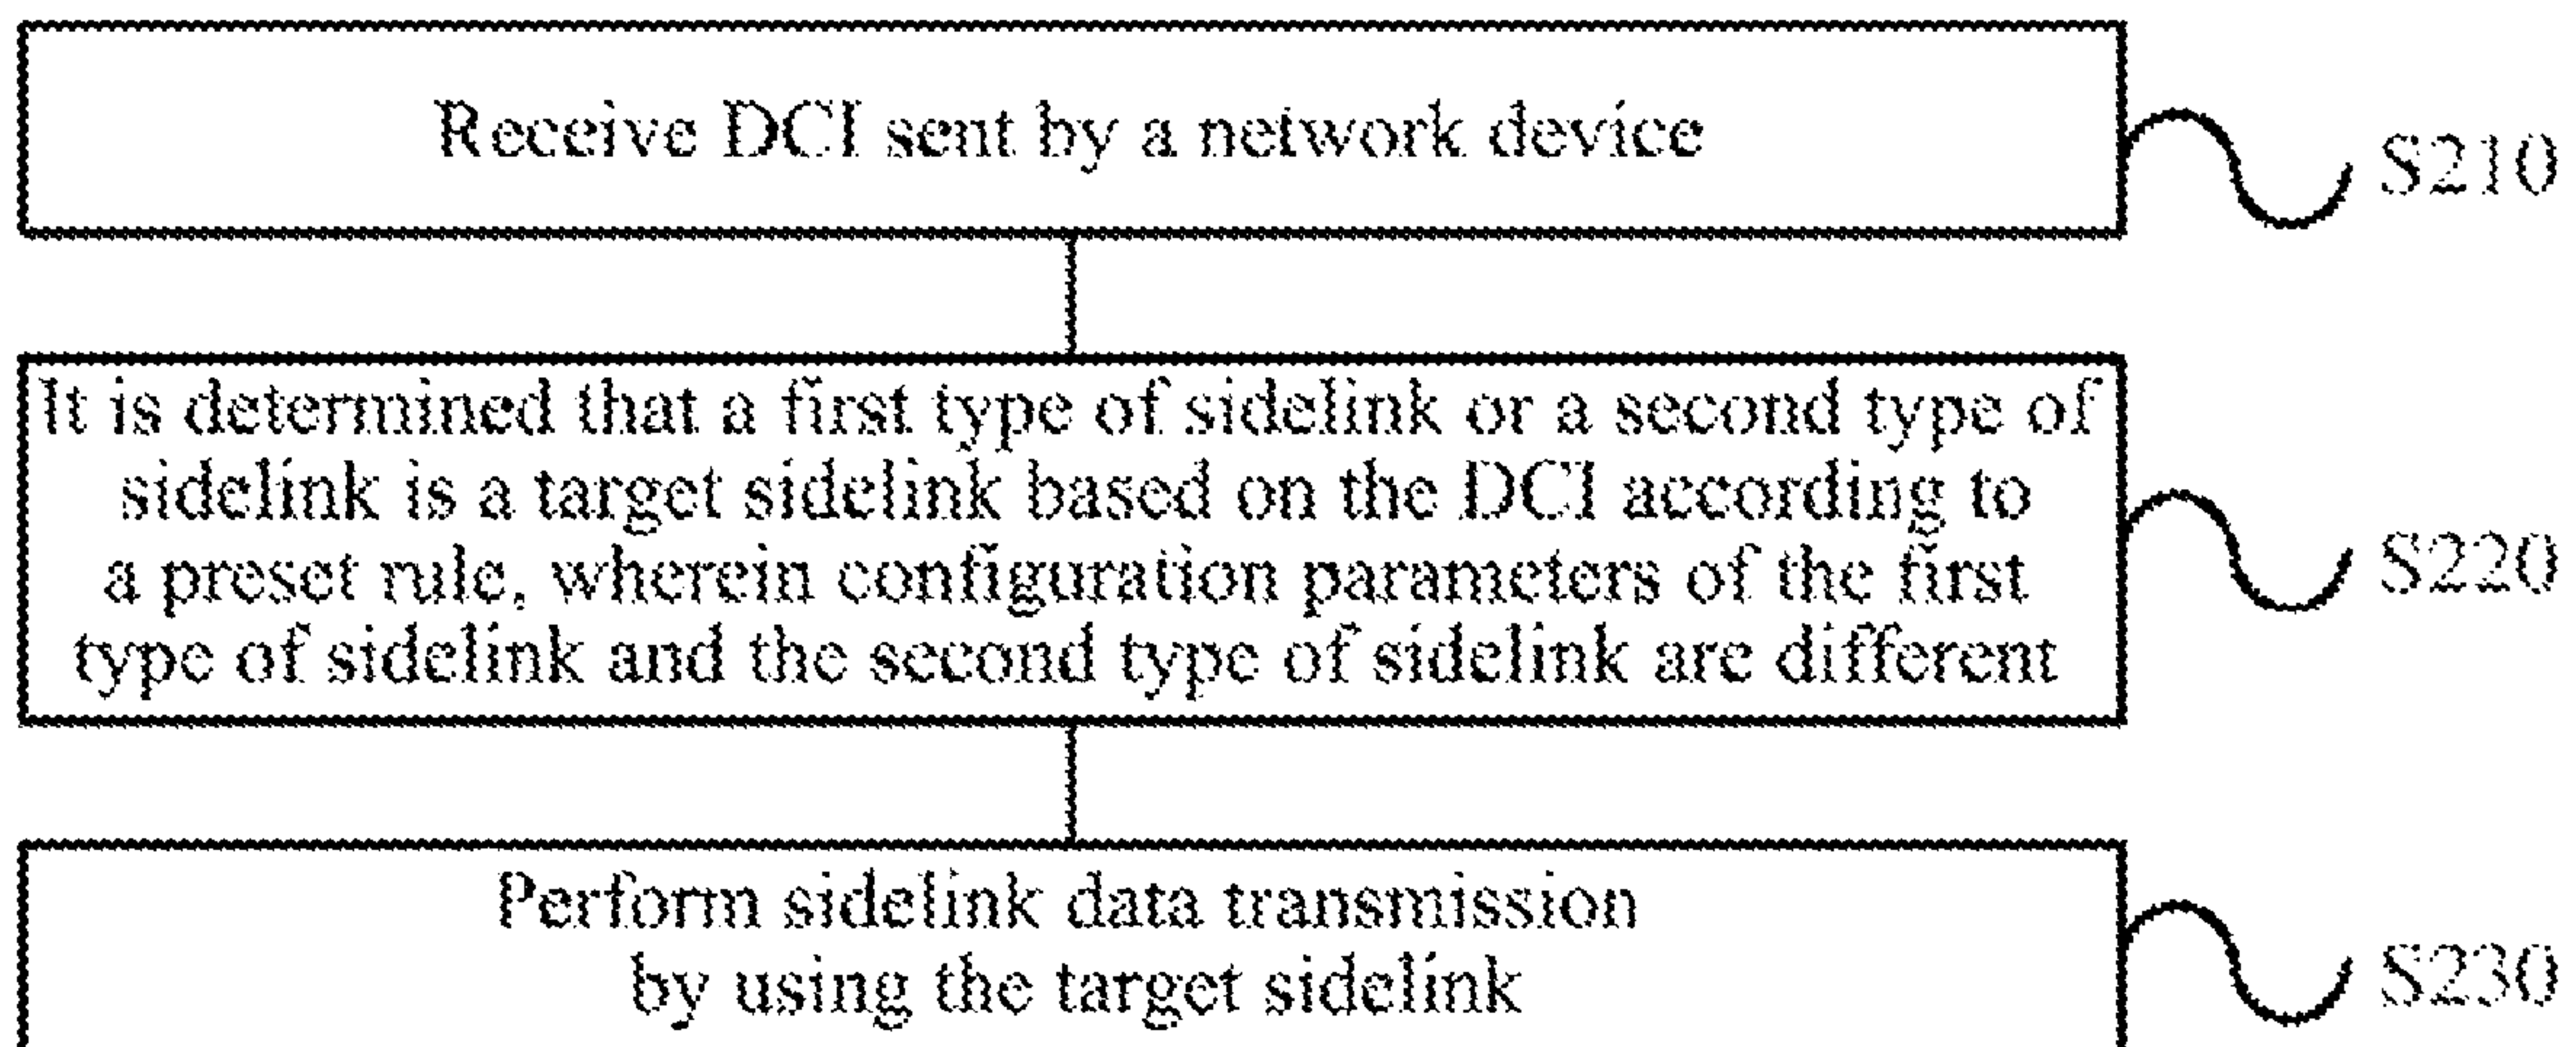 Receive DCI sent by a network device
S210
It is determined that a first type of sidelink or a second type of
sidelink is a target sidelink based on the DCI according to
a preset rule, wherein configuration parameters of the first
type of sidelink and the second type of sidelink are different
S220
Perform sidelink data transmission
by using the target sidelink
S230